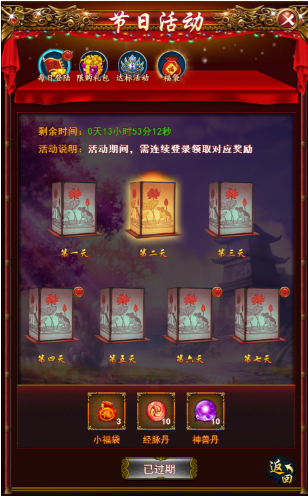 节日活动
每日登陆 限购礼包 达标活动 福袋
剩余时间：0天13小时53分12秒
活动说明：活动期间，需连续登录领取对应奖励
第一天 第二天 第三天
第四天 第五天 第六天 第七天
3 10 10
小福袋 经脉丹 神兽丹
已过期
返回